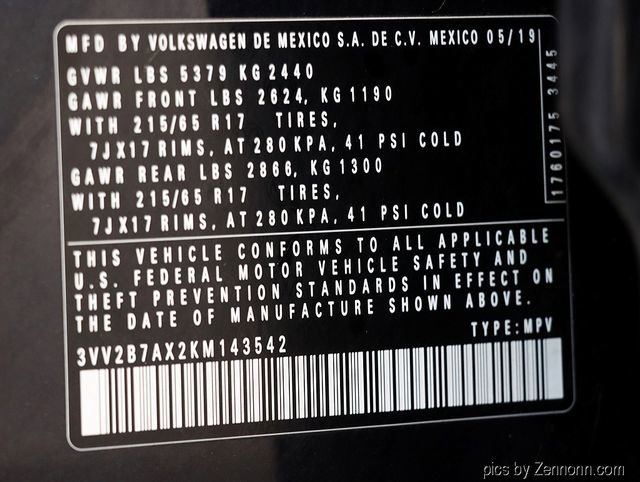 MFD BY VOLKSWAGEN DE MEXICO S.A. DE C.V. MEXICO 05/19
GVWR LBS 5379 KG 2440
GAWR FRONT LBS 2624, KG 1190
WITH 215/65 R17 TIRES,
7JX17 RIMS, AT 280 KPA, 41 PSI COLD
GAWR REAR LBS 2866, KG 1300
WITH 215/65 R17 TIRES,
7JX17 RIMS, AT 280 KPA, 41 PSI COLD
1760175 3445
THIS VEHICLE CONFORMS TO ALL APPLICABLE
U.S. FEDERAL MOTOR VEHICLE SAFETY AND
THEFT PREVENTION STANDARDS IN EFFECT ON
THE DATE OF MANUFACTURE SHOWN ABOVE.
TYPE: MPV
3VV2B7AX2KM143542
pics by Zennonn.com